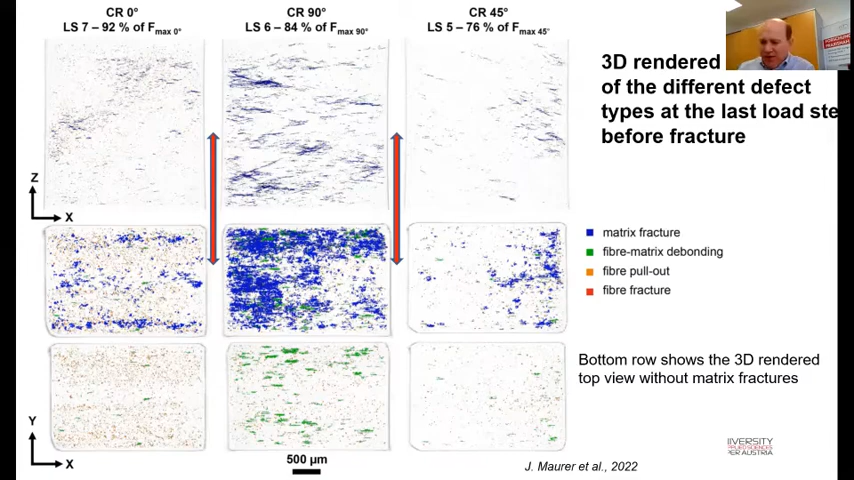 CR 0°
LS 7 – 92 % of Fmax 0°
CR 90°
LS 6 – 84 % of Fmax 90°
CR 45°
LS 5 – 76 % of Fmax 45°
3D rendered
of the different defect
types at the last load ste
before fracture
Z
X
matrix fracture
fibre-matrix debonding
fibre pull-out
fibre fracture
Bottom row shows the 3D rendered
top view without matrix fractures
Y
X
500 µm
J. Maurer et al., 2022
IVERSITY
PER AUSTRIA